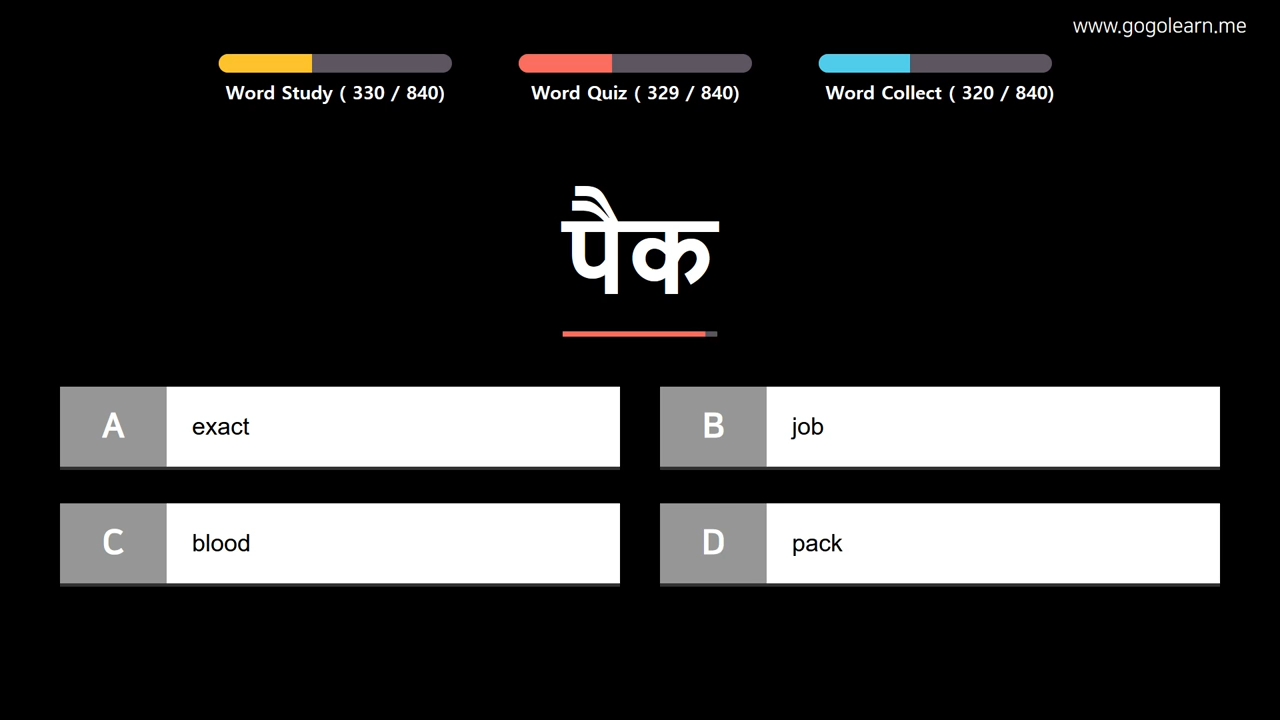 www.gogolearn.me
Word Study ( 330 / 840)
Word Quiz ( 329 / 840)
Word Collect ( 320 / 840)
पैक
A
exact
B
job
C
blood
D
pack